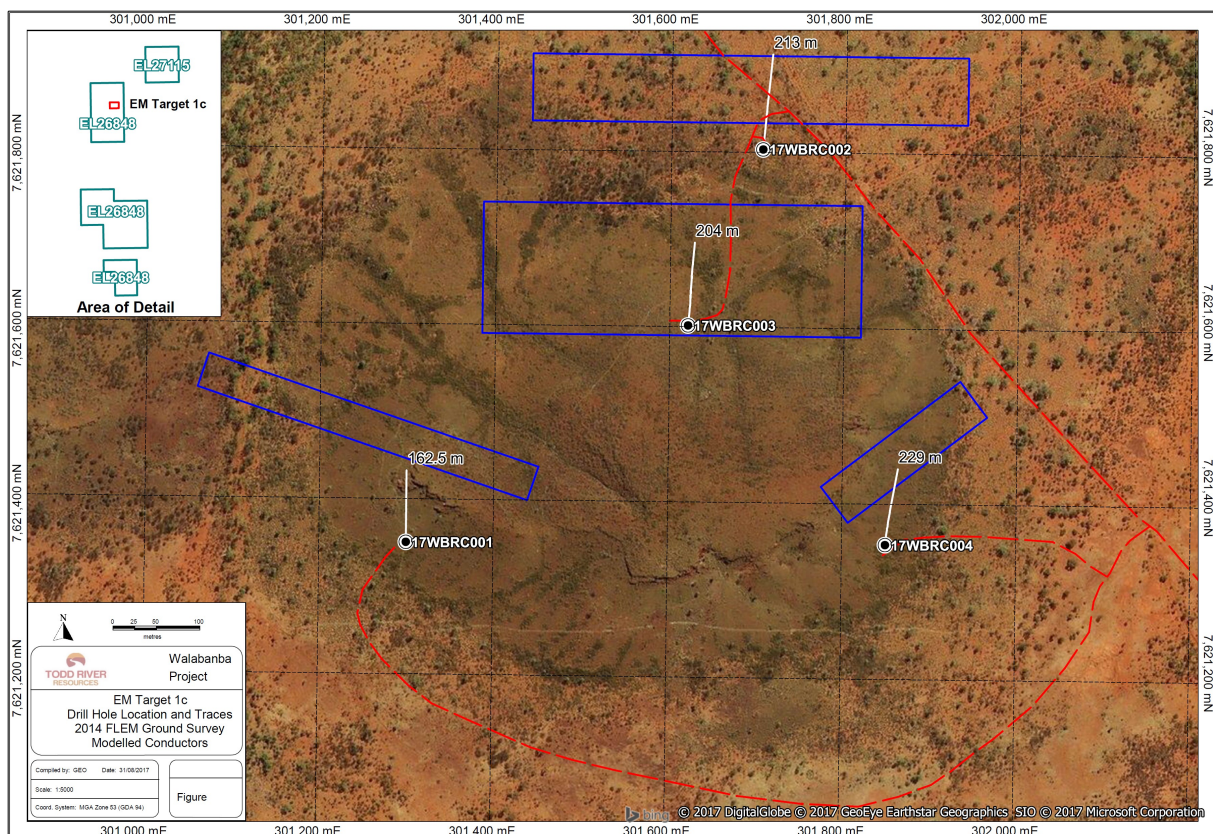 301,000 mE 301,200 mE 301,400 mE 301,600 mE 301,800 mE 302,000 mE
EL27115
EM Target 1c
EL26848
EL26848
EL26848
Area of Detail
213 m
17WBRC002
204 m
17WBRC003
162.5 m
17WBRC001
229 m
17WBRC004
7,621,800 mN
7,621,600 mN
7,621,400 mN
7,621,200 mN
7,621,800 mN
7,621,600 mN
7,621,400 mN
7,621,200 mN
N
0 25 50 100
metres
TODD RIVER
RESOURCES
Walabanba
Project
EM Target 1c
Drill Hole Location and Traces
2014 FLEM Ground Survey
Modelled Conductors
Compiled by: GEO Date: 31/08/2017
Scale: 1:5000
Coord. System: MGA Zone 53 (GDA 94)
Figure
bing
© 2017 DigitalGlobe © 2017 GeoEye Earthstar Geographics SIO © 2017 Microsoft Corporation
301,000 mE 301,200 mE 301,400 mE 301,600 mE 301,800 mE 302,000 mE